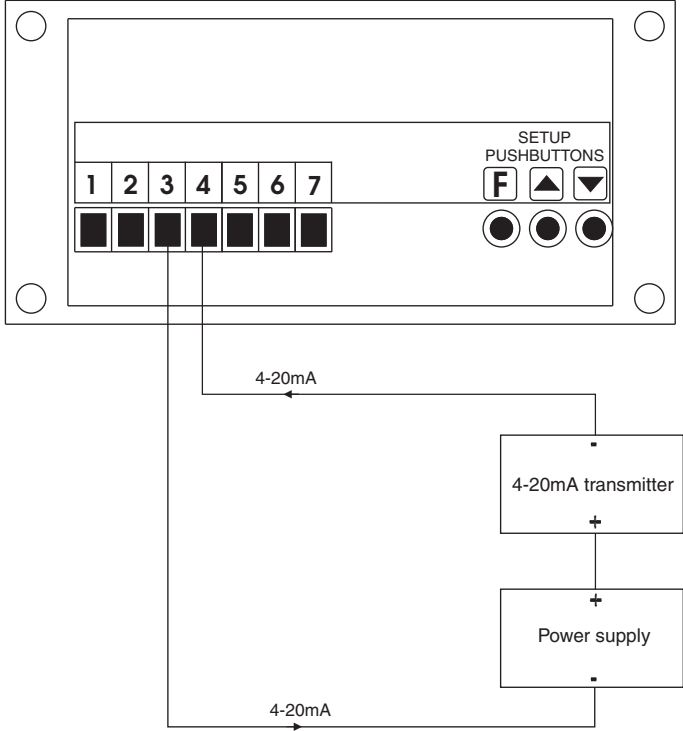 SETUP
PUSHBUTTONS
1 2 3 4 5 6 7 F
4-20mA
-
4-20mA transmitter
+
+
Power supply
-
4-20mA